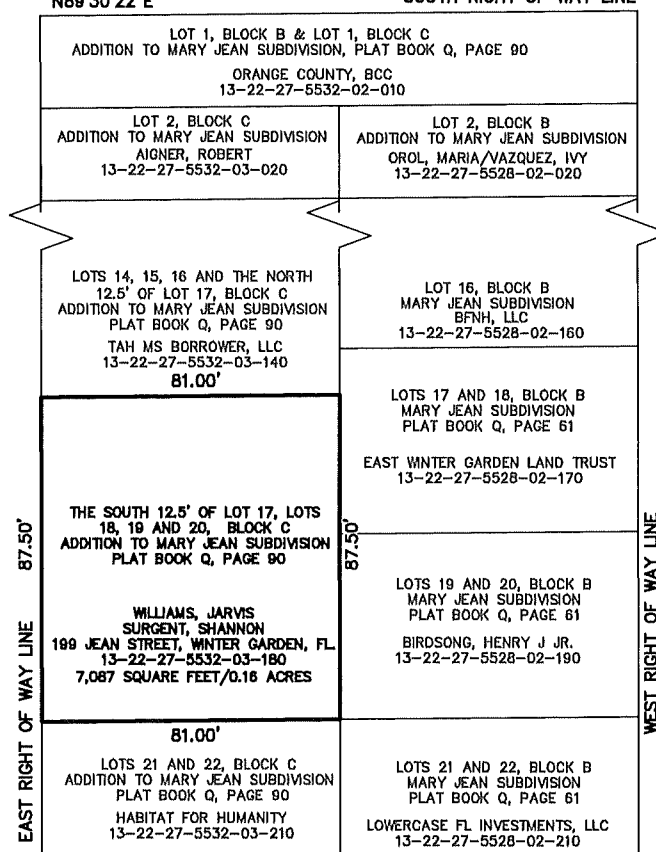 N89°30'22"E
SOUTH RIGHT OF WAY LINE
LOT 1, BLOCK B & LOT 1, BLOCK C
ADDITION TO MARY JEAN SUBDIVISION, PLAT BOOK Q, PAGE 90
ORANGE COUNTY, BCC
13-22-27-5532-02-010
LOT 2, BLOCK C
ADDITION TO MARY JEAN SUBDIVISION
AIGNER, ROBERT
13-22-27-5532-03-020
LOT 2, BLOCK B
ADDITION TO MARY JEAN SUBDIVISION
OROL, MARIA/VAZQUEZ, IVY
13-22-27-5528-02-020
LOTS 14, 15, 16 AND THE NORTH
12.5' OF LOT 17, BLOCK C
ADDITION TO MARY JEAN SUBDIVISION
PLAT BOOK Q, PAGE 90
TAH MS BORROWER, LLC
13-22-27-5532-03-140
81.00'
LOT 16, BLOCK B
MARY JEAN SUBDIVISION
BFNH, LLC
13-22-27-5528-02-160
LOTS 17 AND 18, BLOCK B
MARY JEAN SUBDIVISION
PLAT BOOK Q, PAGE 61
EAST WINTER GARDEN LAND TRUST
13-22-27-5528-02-170
THE SOUTH 12.5' OF LOT 17, LOTS
18, 19 AND 20, BLOCK C
ADDITION TO MARY JEAN SUBDIVISION
PLAT BOOK Q, PAGE 90
WILLIAMS, JARVIS
SURGENT, SHANNON
199 JEAN STREET, WINTER GARDEN, FL
13-22-27-5532-03-180
7,087 SQUARE FEET/0.16 ACRES
87.50'
87.50'
EAST RIGHT OF WAY LINE
LOTS 19 AND 20, BLOCK B
MARY JEAN SUBDIVISION
PLAT BOOK Q, PAGE 61
BIRDSONG, HENRY J JR.
13-22-27-5528-02-190
WEST RIGHT OF WAY LINE
81.00'
LOTS 21 AND 22, BLOCK C
ADDITION TO MARY JEAN SUBDIVISION
PLAT BOOK Q, PAGE 90
HABITAT FOR HUMANITY
13-22-27-5532-03-210
LOTS 21 AND 22, BLOCK B
MARY JEAN SUBDIVISION
PLAT BOOK Q, PAGE 61
LOWERCASE FL INVESTMENTS, LLC
13-22-27-5528-02-210